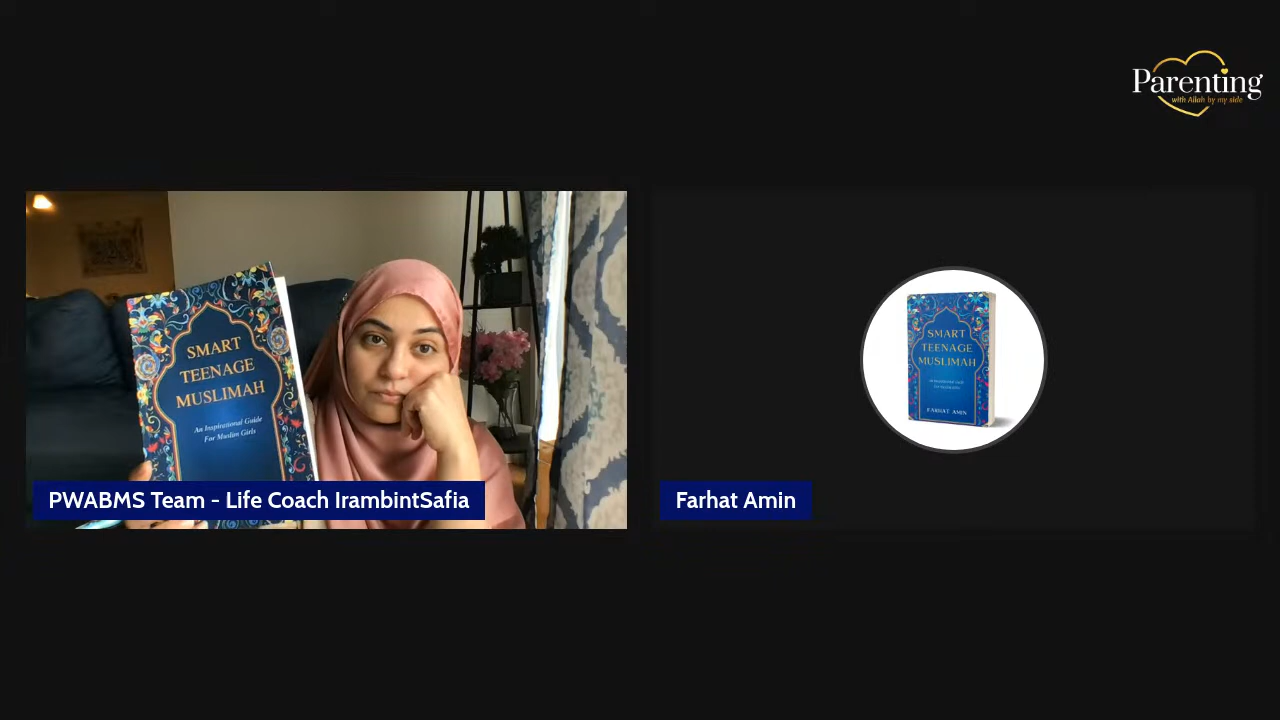 Parenting
with Allah by my side
SMART
TEENAGE
MUSLIMAH
An Inspirational Guide
For Muslim Girls
PWABMS Team - Life Coach IrambintSafia
SMART
TEENAGE
MUSLIMAH
FARHAT AMIN
Farhat Amin